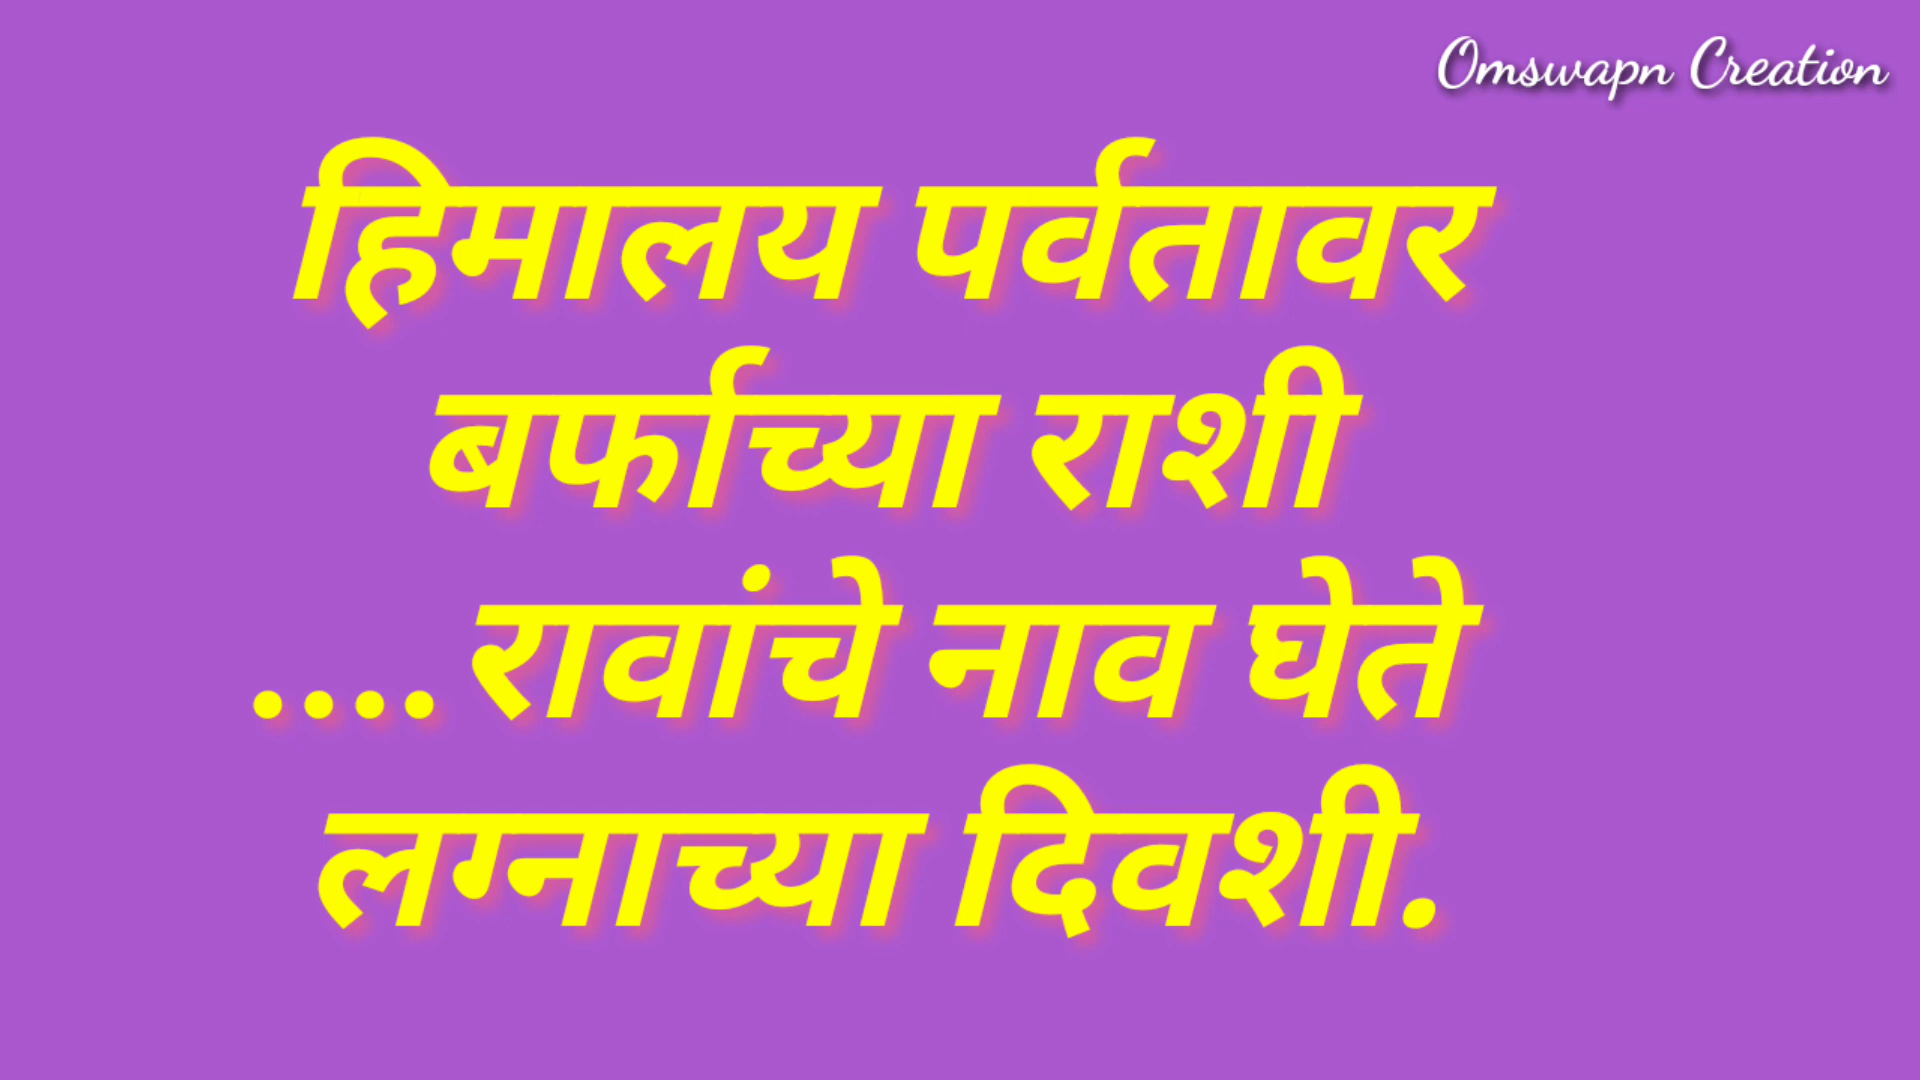 Omswapn Creation
हिमालय पर्वतावर
बर्फाच्या राशी
....रावांचे नाव घेते
लग्नाच्या दिवशी.